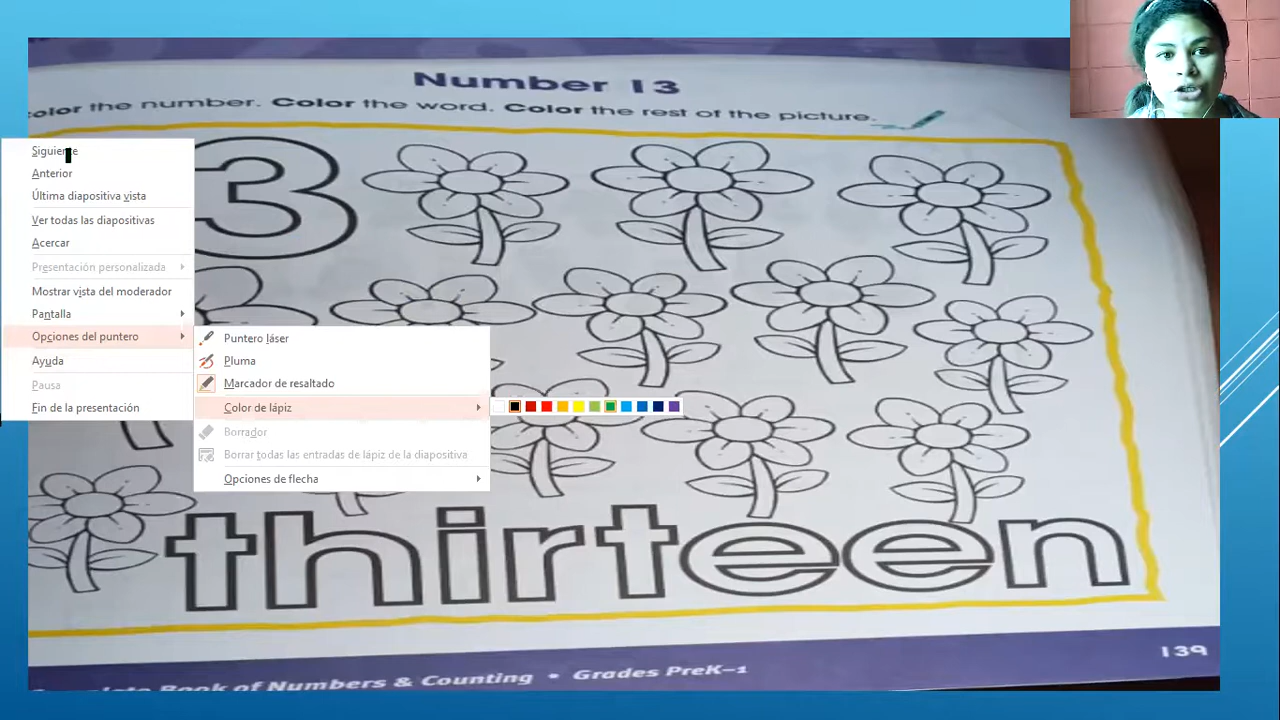 Number 13
color the number. Color the word. Color the rest of the picture.
3
Siguiente
Anterior
Última diapositiva vista
Ver todas las diapositivas
Acercar
Presentación personalizada
Mostrar vista del moderador
Pantalla
Opciones del puntero
Ayuda
Pausa
Fin de la presentación
Puntero láser
Pluma
Marcador de resaltado
Color de lápiz
Borrador
Borrar todas las entradas de lápiz de la diapositiva
Opciones de flecha
thirteen
139
Book of Numbers & Counting • Grades PreK–1